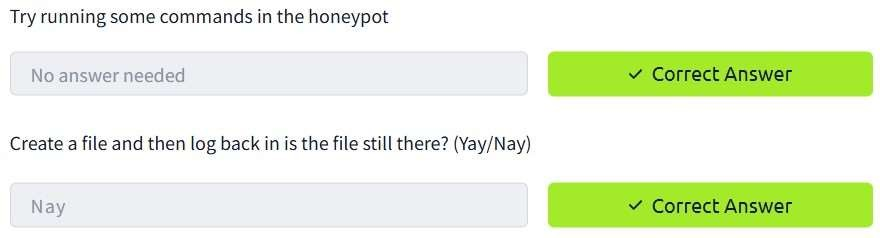 Try running some commands in the honeypot
No answer needed
✓ Correct Answer
Create a file and then log back in is the file still there? (Yay/Nay)
Nay
✓ Correct Answer